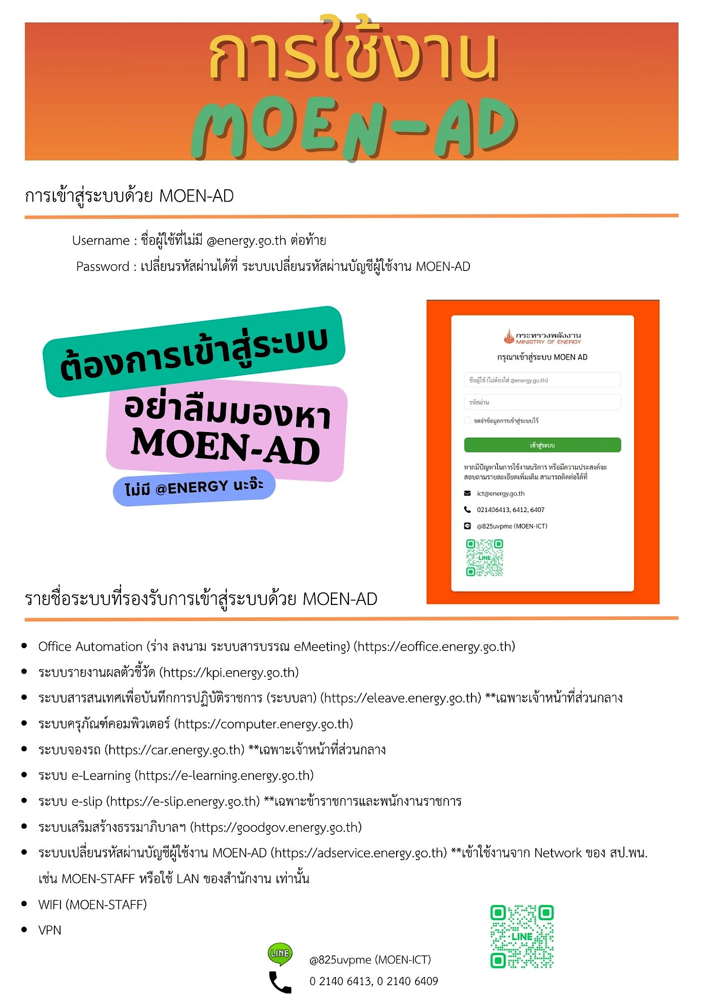 การใช้งาน
MOEN-AD
การเข้าสู่ระบบด้วย MOEN-AD
Username : ชื่อผู้ใช้ที่ไม่มี @energy.go.th ต่อท้าย
Password : เปลี่ยนรหัสผ่านได้ที่ ระบบเปลี่ยนรหัสผ่านบัญชีผู้ใช้งาน MOEN-AD
ต้องการเข้าสู่ระบบ
อย่าลืมมองหา
MOEN-AD
ไม่มี @ENERGY นะจ๊ะ
กระทรวงพลังงาน
MINISTRY OF ENERGY
กรุณาเข้าสู่ระบบ MOEN AD
ชื่อผู้ใช้ (ไม่ต้องใส่ @energy.go.th)
รหัสผ่าน
จดจำข้อมูลการเข้าสู่ระบบไว้
เข้าสู่ระบบ
หากมีปัญหาในการใช้งานบริการ หรือมีความประสงค์จะ
สอบถามรายละเอียดเพิ่มเติม สามารถติดต่อได้ที่
ict@energy.go.th
021406413, 6412, 6407
@825uvpme (MOEN-ICT)
LINE
รายชื่อระบบที่รองรับการเข้าสู่ระบบด้วย MOEN-AD
• Office Automation (ร่าง ลงนาม ระบบสารบรรณ eMeeting) (https://eoffice.energy.go.th)
• ระบบรายงานผลตัวชี้วัด (https://kpi.energy.go.th)
• ระบบสารสนเทศเพื่อบันทึกการปฏิบัติราชการ (ระบบลา) (https://eleave.energy.go.th) **เฉพาะเจ้าหน้าที่ส่วนกลาง
• ระบบครุภัณฑ์คอมพิวเตอร์ (https://computer.energy.go.th)
• ระบบจองรถ (https://car.energy.go.th) **เฉพาะเจ้าหน้าที่ส่วนกลาง
• ระบบ e-Learning (https://e-learning.energy.go.th)
• ระบบ e-slip (https://e-slip.energy.go.th) **เฉพาะข้าราชการและพนักงานราชการ
• ระบบเสริมสร้างธรรมาภิบาลฯ (https://goodgov.energy.go.th)
• ระบบเปลี่ยนรหัสผ่านบัญชีผู้ใช้งาน MOEN-AD (https://adservice.energy.go.th) **เข้าใช้งานจาก Network ของ สป.พน.
เช่น MOEN-STAFF หรือใช้ LAN ของสำนักงาน เท่านั้น
• WIFI (MOEN-STAFF)
• VPN
LINE
LINE
@825uvpme (MOEN-ICT)
0 2140 6413, 0 2140 6409